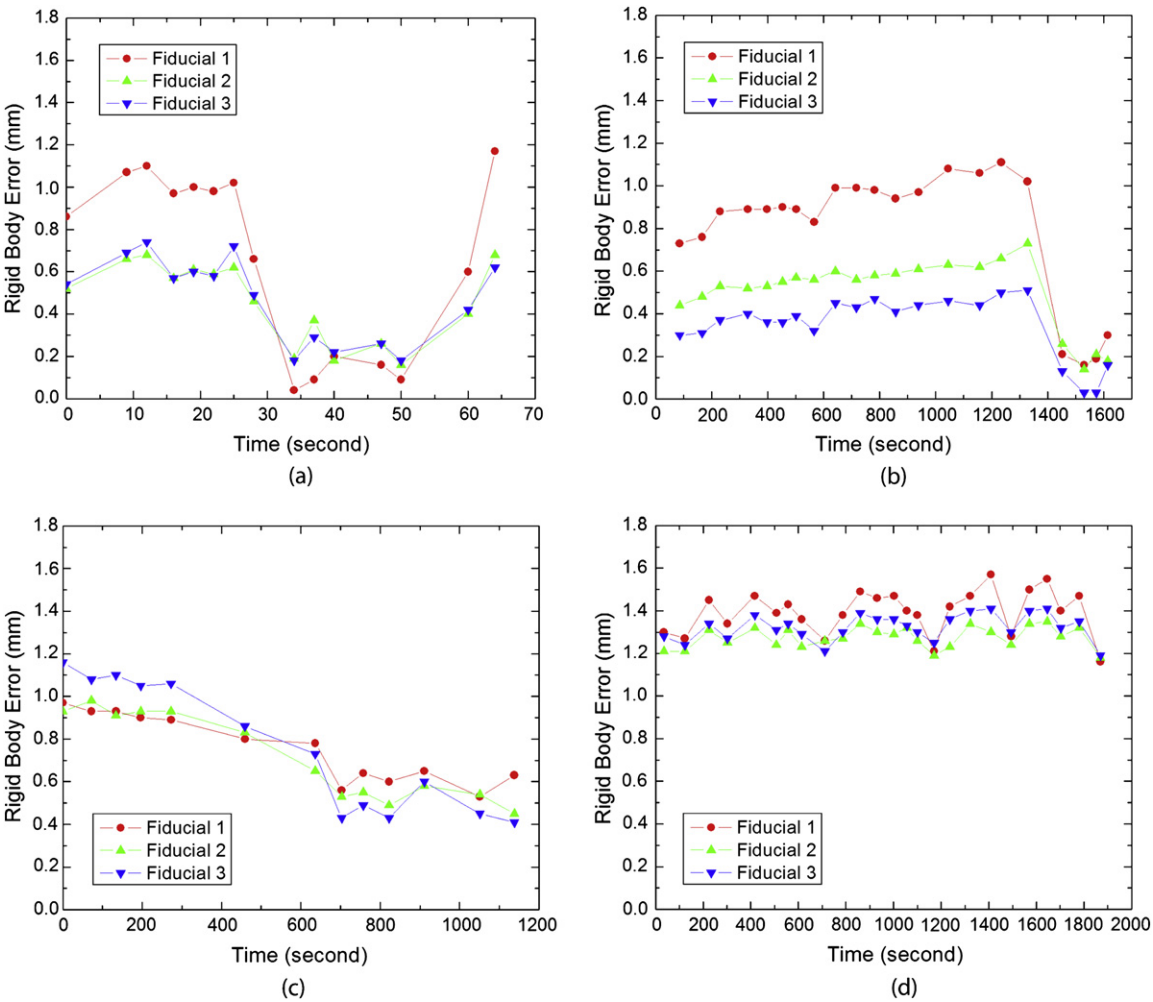 1.8
1.6
1.4
1.2
1.0
0.8
0.6
0.4
0.2
0.0
Rigid Body Error (mm)
Fiducial 1
Fiducial 2
Fiducial 3
0 10 20 30 40 50 60 70
Time (second)
(a)
1.8
1.6
1.4
1.2
1.0
0.8
0.6
0.4
0.2
0.0
Rigid Body Error (mm)
Fiducial 1
Fiducial 2
Fiducial 3
0 200 400 600 800 1000 1200 1400 1600
Time (second)
(b)
1.8
1.6
1.4
1.2
1.0
0.8
0.6
0.4
0.2
0.0
Rigid Body Error (mm)
Fiducial 1
Fiducial 2
Fiducial 3
0 200 400 600 800 1000 1200
Time (second)
(c)
1.8
1.6
1.4
1.2
1.0
0.8
0.6
0.4
0.2
0.0
Rigid Body Error (mm)
Fiducial 1
Fiducial 2
Fiducial 3
0 200 400 600 800 1000 1200 1400 1600 1800 2000
Time (second)
(d)